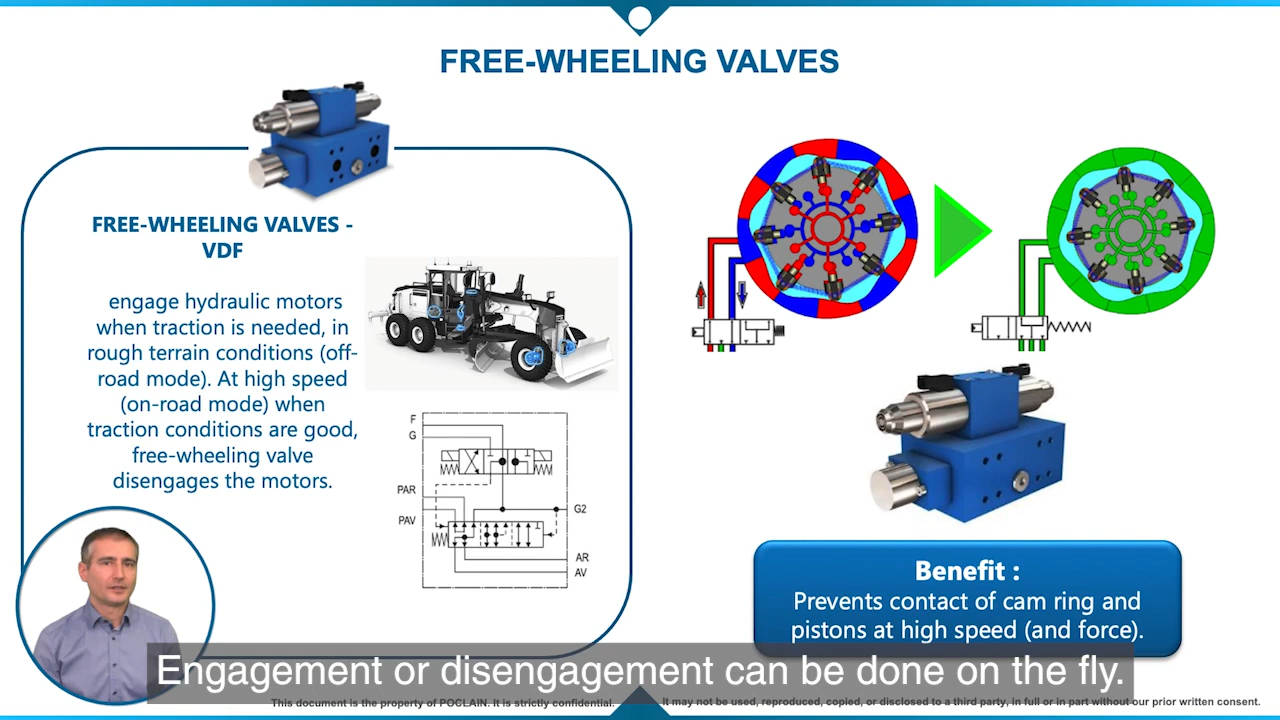 FREE-WHEELING VALVES
FREE-WHEELING VALVES -
VDF
engage hydraulic motors
when traction is needed, in
rough terrain conditions (off-
road mode). At high speed
(on-road mode) when
traction conditions are good,
free-wheeling valve
disengages the motors.
F
G
PAR
PAV
G2
AR
AV
Benefit :
Prevents contact of cam ring and
pistons at high speed (and force).
Engagement or disengagement can be done on the fly.
This document is the property of POCLAIN. It is strictly confidential.
It may not be used, reproduced, copied, or disclosed to a third party, in full or in part without our prior written consent.